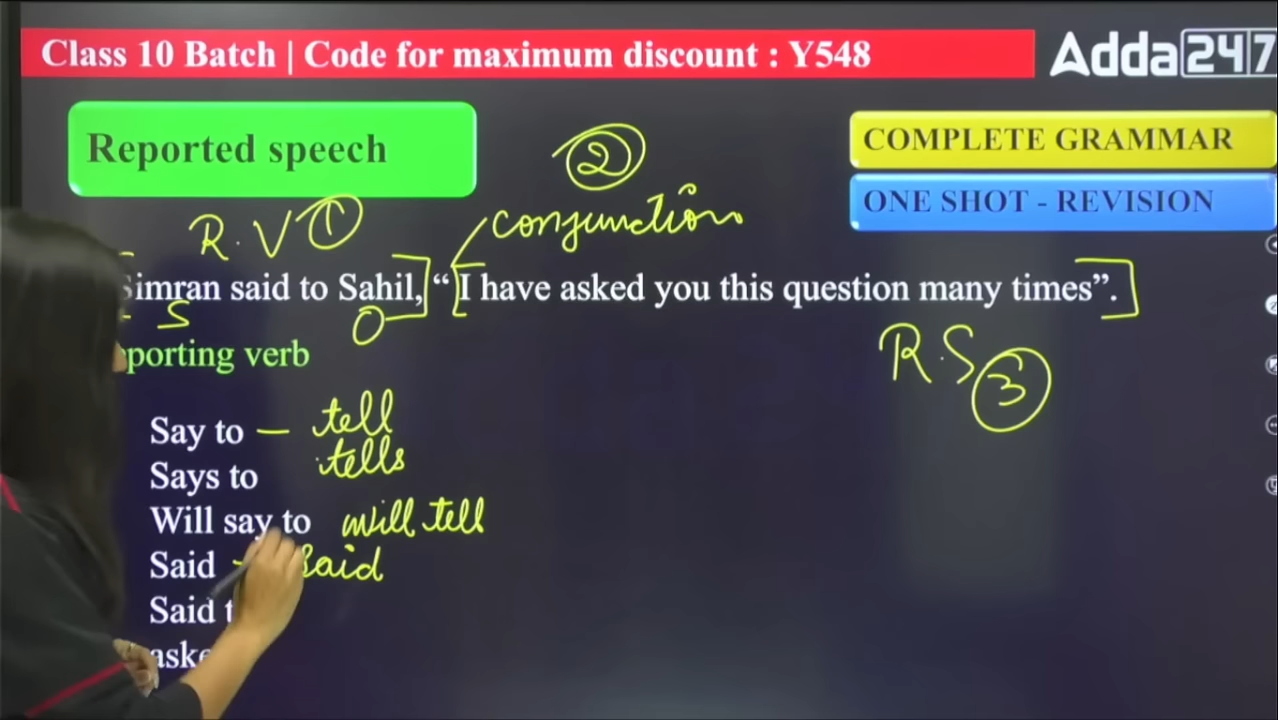 Class 10 Batch | Code for maximum discount : Y548
Adda247
Reported speech
COMPLETE GRAMMAR
ONE SHOT - REVISION
2
R.V 1
conjunction
Simran said to Sahil, “ I have asked you this question many times”.
S
O
R.S 3
porting verb
Say to – tell
Says to tells
Will say to will tell
Said – said
Said t
aske